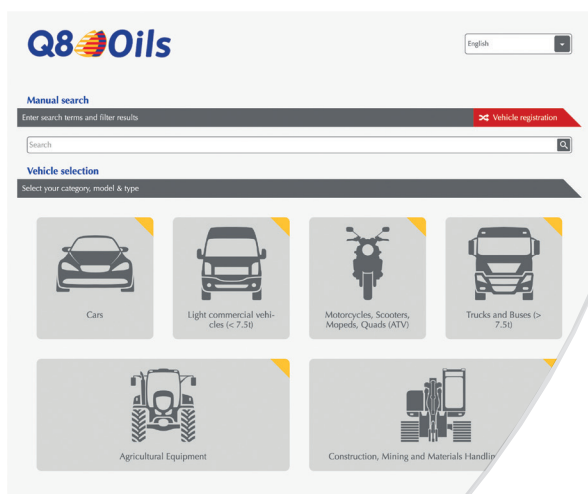 Q8 Oils
English
Manual search
Enter search terms and filter results
Vehicle registration
Search
Vehicle selection
Select your category, model & type
Cars
Light commercial vehi-
cles (< 7.5t)
Motorcycles, Scooters,
Mopeds, Quads (ATV)
Trucks and Buses (>
7.5t)
Agricultural Equipment
Construction, Mining and Materials